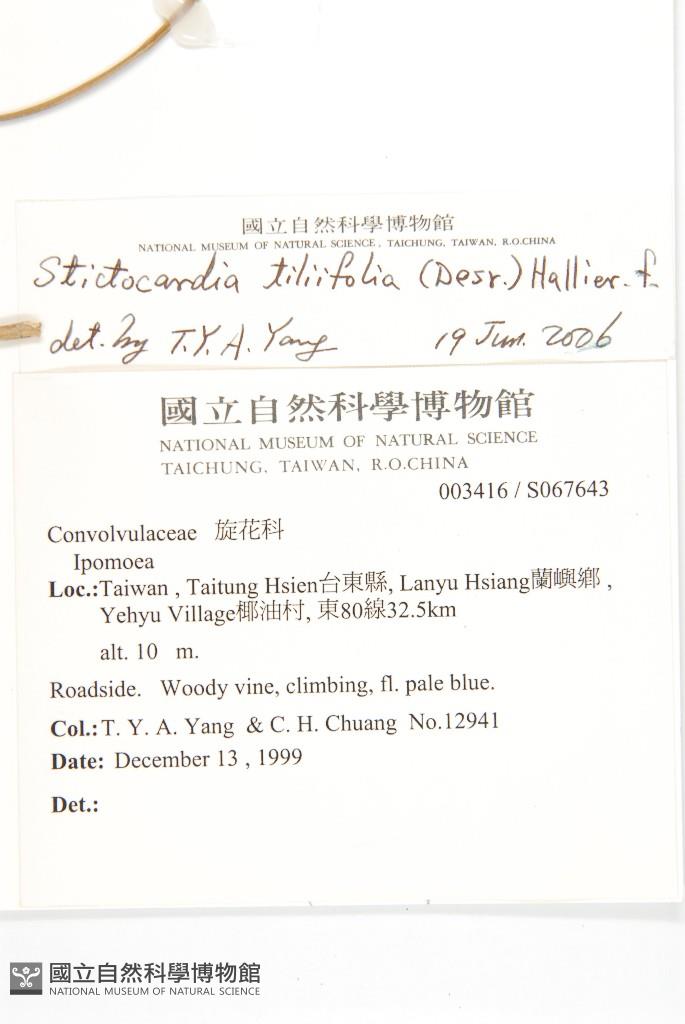 國立自然科學博物館
NATIONAL MUSEUM OF NATURAL SCIENCE, TAICHUNG, TAIWAN, R.O.CHINA
Stictocardia tiliifolia (Desr.) Hallier. f.
det. by T.Y.A. Yang 19 Jun. 2006
國立自然科學博物館
NATIONAL MUSEUM OF NATURAL SCIENCE
TAICHUNG, TAIWAN, R.O.CHINA
003416 / S067643
Convolvulaceae 旋花科
Ipomoea
Loc.:Taiwan , Taitung Hsien台東縣, Lanyu Hsiang蘭嶼鄉 ,
Yehyu Village椰油村, 東80線32.5km
alt. 10 m.
Roadside. Woody vine, climbing, fl. pale blue.
Col.:T. Y. A. Yang & C. H. Chuang No.12941
Date: December 13 , 1999
Det.:
國立自然科學博物館
NATIONAL MUSEUM OF NATURAL SCIENCE